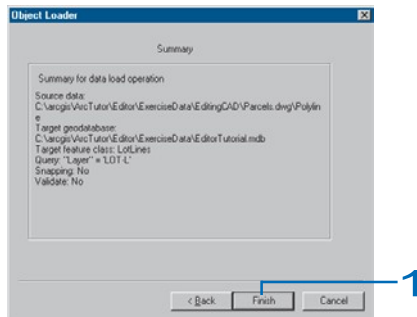 Object Loader
Summary
Summary for data load operation
Source data:
C:\arcgis\ArcTutor\Editor\ExerciseData\EditingCAD\Parcels.dwg\Polylin
e
Target geodatabase:
C:\arcgis\ArcTutor\Editor\ExerciseData\EditorTutorial.mdb
Target feature class: LotLines
Query: "Layer" = 'LOT-L'
Snapping: No
Validate: No
< Back
Finish
Cancel
1